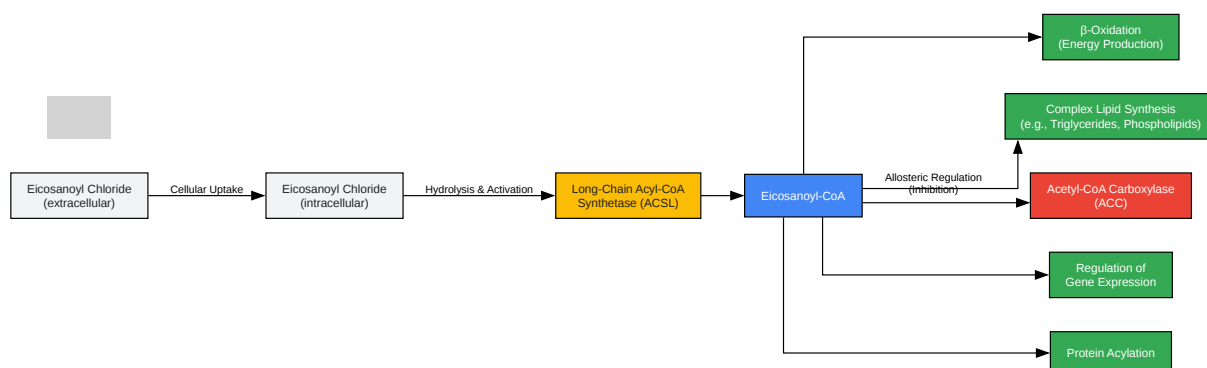 β-Oxidation
(Energy Production)
Complex Lipid Synthesis
(e.g., Triglycerides, Phospholipids)
Eicosanoyl Chloride
(extracellular)
Cellular Uptake
Eicosanoyl Chloride
(intracellular)
Hydrolysis & Activation
Long-Chain Acyl-CoA
Synthetase (ACSL)
Eicosanoyl-CoA
Allosteric Regulation
(Inhibition)
Acetyl-CoA Carboxylase
(ACC)
Regulation of
Gene Expression
Protein Acylation